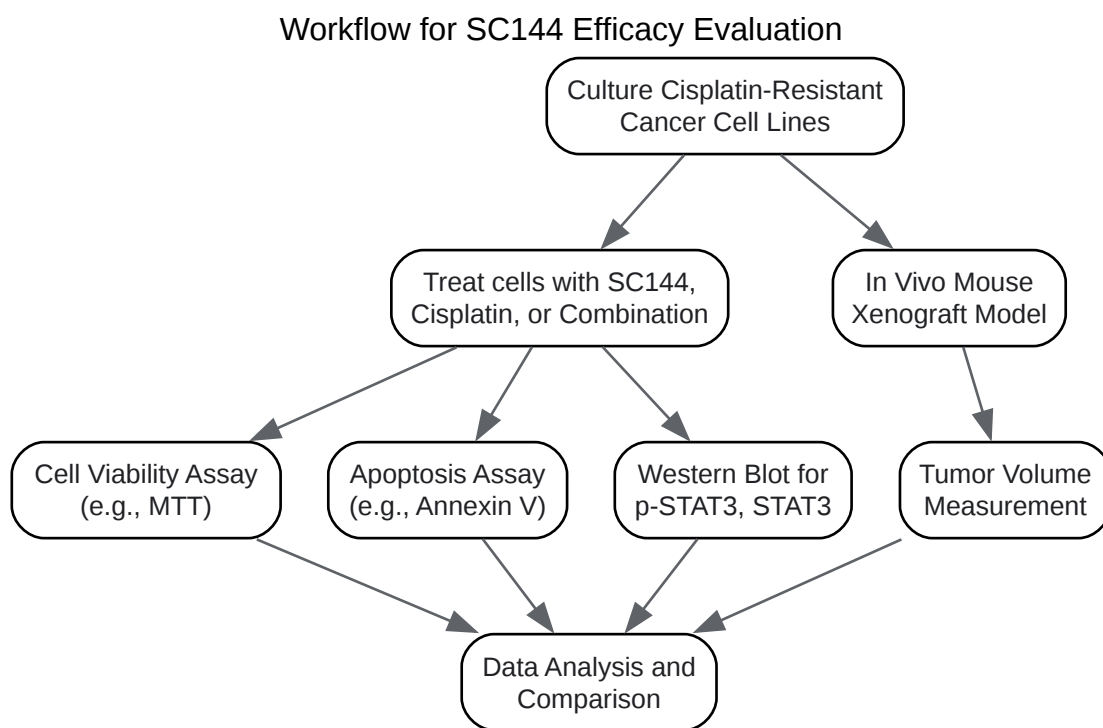 Workflow for SC144 Efficacy Evaluation
Culture Cisplatin-Resistant
Cancer Cell Lines
Treat cells with SC144,
Cisplatin, or Combination
In Vivo Mouse
Xenograft Model
Cell Viability Assay
(e.g., MTT)
Apoptosis Assay
(e.g., Annexin V)
Western Blot for
p-STAT3, STAT3
Tumor Volume
Measurement
Data Analysis and
Comparison